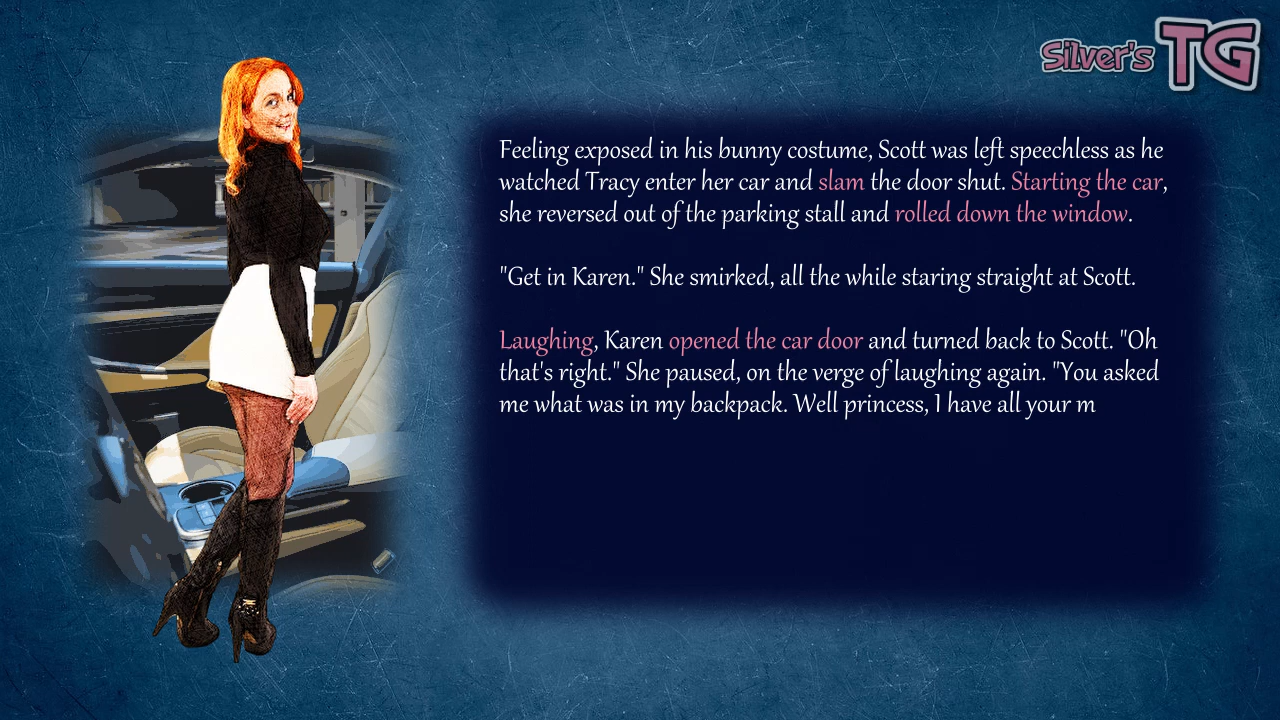 Silver's TG
Feeling exposed in his bunny costume, Scott was left speechless as he
watched Tracy enter her car and slam the door shut. Starting the car,
she reversed out of the parking stall and rolled down the window.
"Get in Karen." She smirked, all the while staring straight at Scott.
Laughing, Karen opened the car door and turned back to Scott. "Oh
that's right." She paused, on the verge of laughing again. "You asked
me what was in my backpack. Well princess, I have all your m